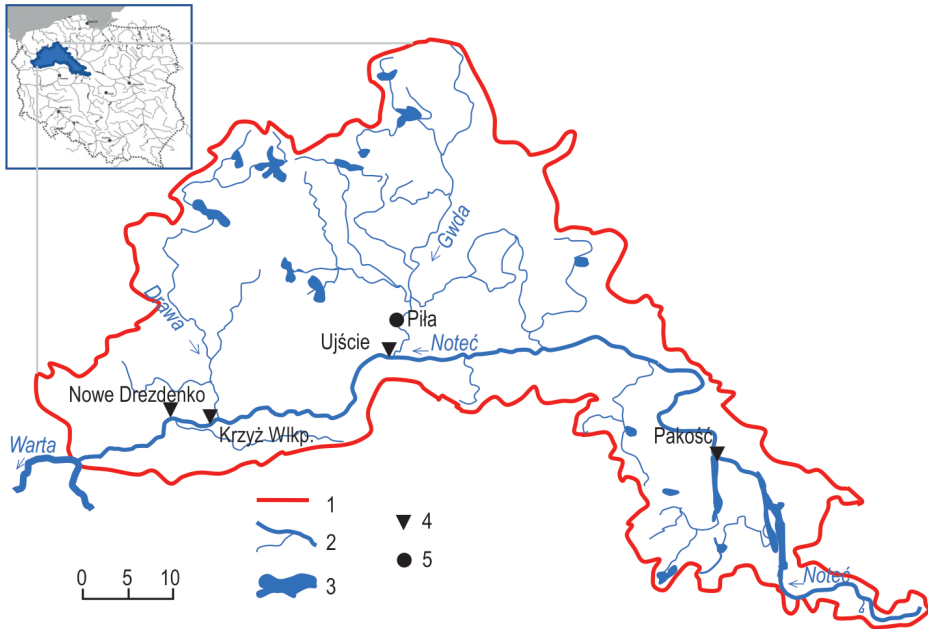 Gwda
Drawa
Piła
Ujście
Noteć
Nowe Drezdenko
Krzyż Wlkp.
Pakość
Warta
1
2
3
4
5
0 5 10
Noteć